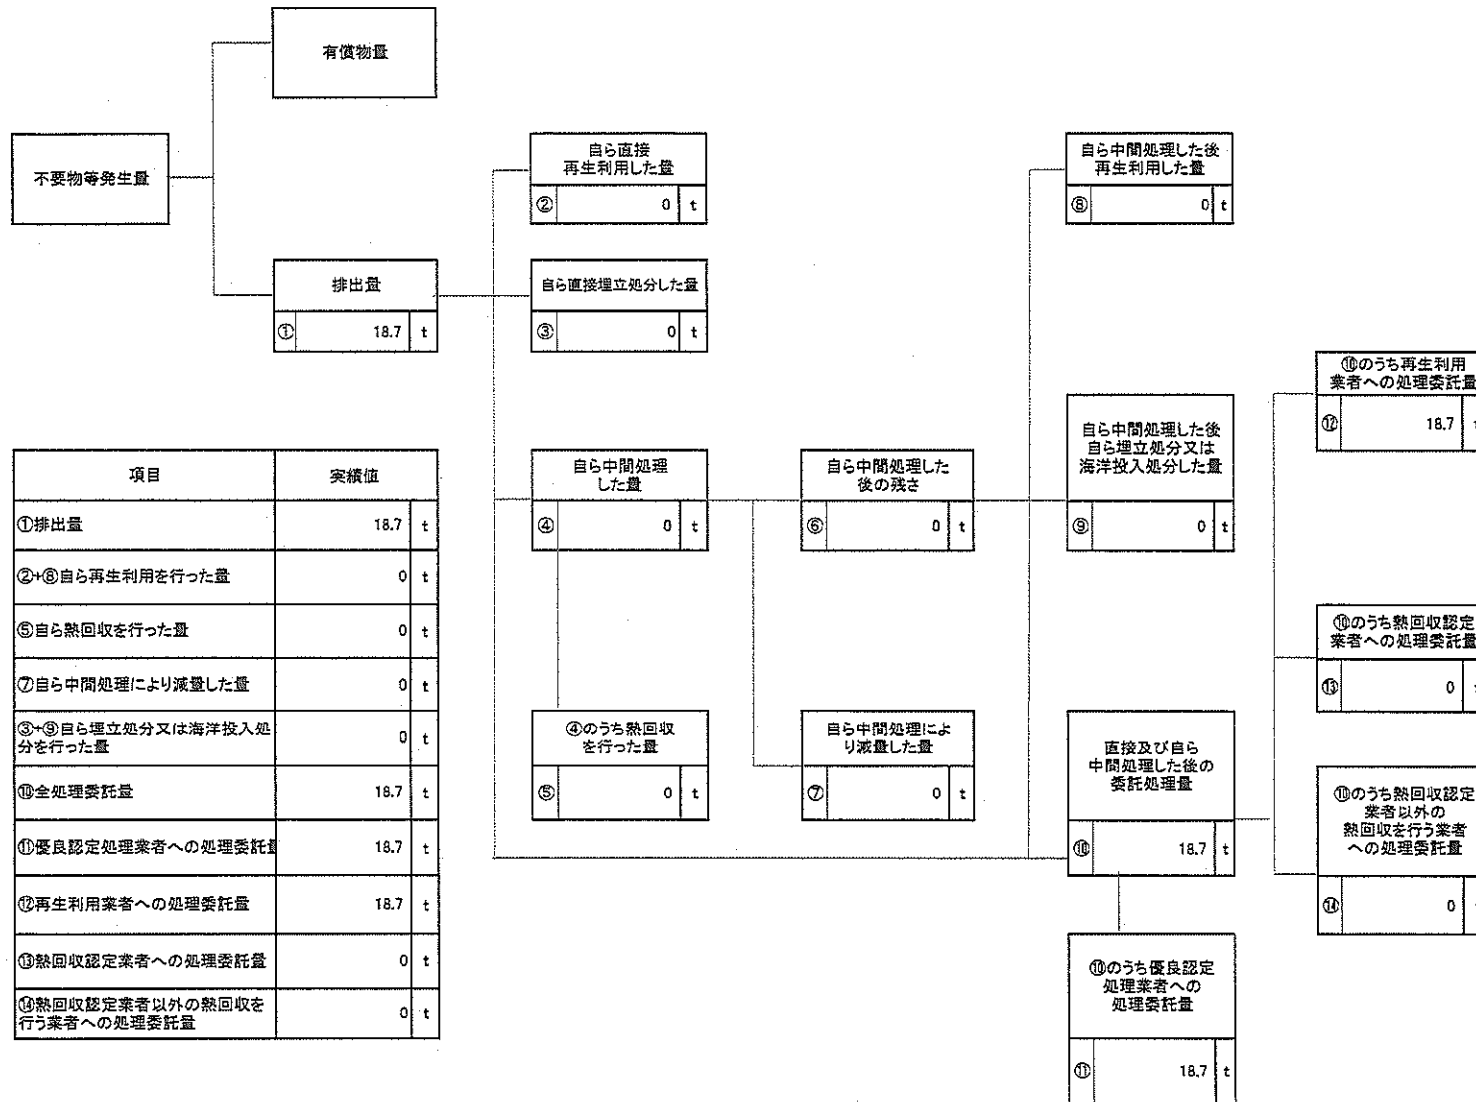 有償物量
不要物等発生量
排出量
① 18.7 t
自ら直接
再生利用した量
② 0 t
自ら直接埋立処分した量
③ 0 t
自ら中間処理
した量
④ 0 t
④のうち熱回収
を行った量
⑤ 0 t
自ら中間処理した
後の残さ
⑥ 0 t
自ら中間処理によ
り減量した量
⑦ 0 t
自ら中間処理した後
再生利用した量
⑧ 0 t
自ら中間処理した後
自ら埋立処分又は
海洋投入処分した量
⑨ 0 t
直接及び自ら
中間処理した後の
委託処理量
⑩ 18.7 t
⑩のうち優良認定
処理業者への
処理委託量
⑪ 18.7 t
⑩のうち再生利用
業者への処理委託量
⑫ 18.7 t
⑩のうち熱回収認定
業者への処理委託量
⑬ 0 t
⑩のうち熱回収認定
業者以外の
熱回収を行う業者
への処理委託量
⑭ 0
項目 実績値
①排出量 18.7 t
②+⑧自ら再生利用を行った量 0 t
⑤自ら熱回収を行った量 0 t
⑦自ら中間処理により減量した量 0 t
③+⑨自ら埋立処分又は海洋投入処
分を行った量 0 t
⑩全処理委託量 18.7 t
⑪優良認定処理業者への処理委託量 18.7 t
⑫再生利用業者への処理委託量 18.7 t
⑬熱回収認定業者への処理委託量 0 t
⑭熱回収認定業者以外の熱回収を
行う業者への処理委託量 0 t